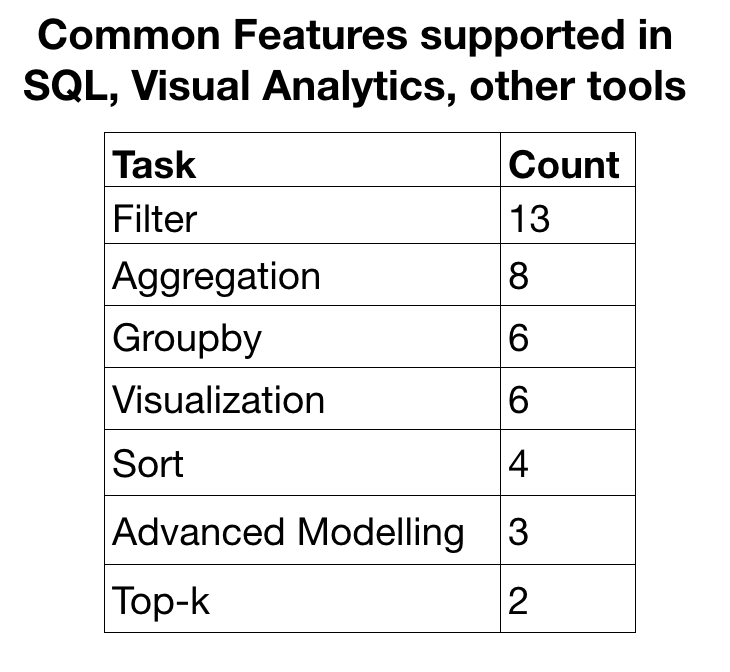 Common Features supported in
SQL, Visual Analytics, other tools
Task Count
Filter 13
Aggregation 8
Groupby 6
Visualization 6
Sort 4
Advanced Modelling 3
Top-k 2